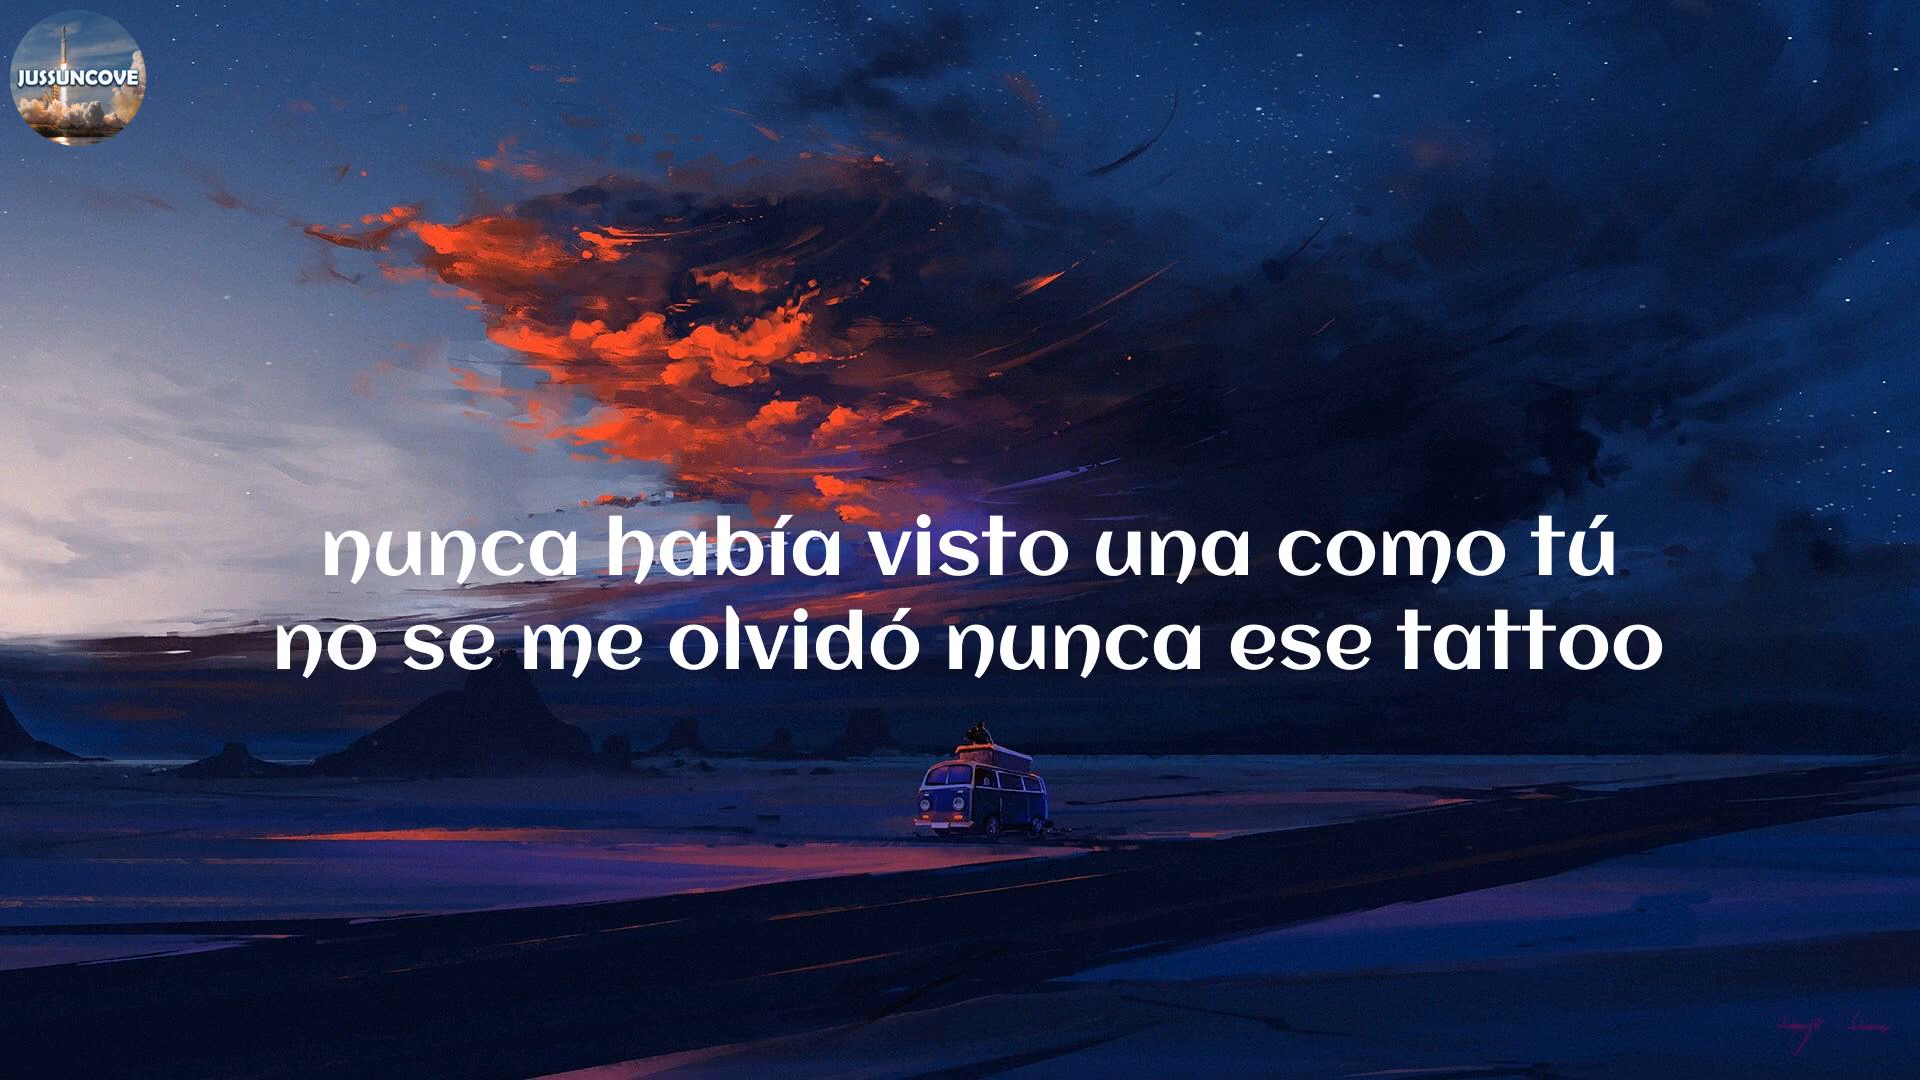 JUSSUNCOVE
nunca había visto una como tú
no se me olvidó nunca ese tattoo